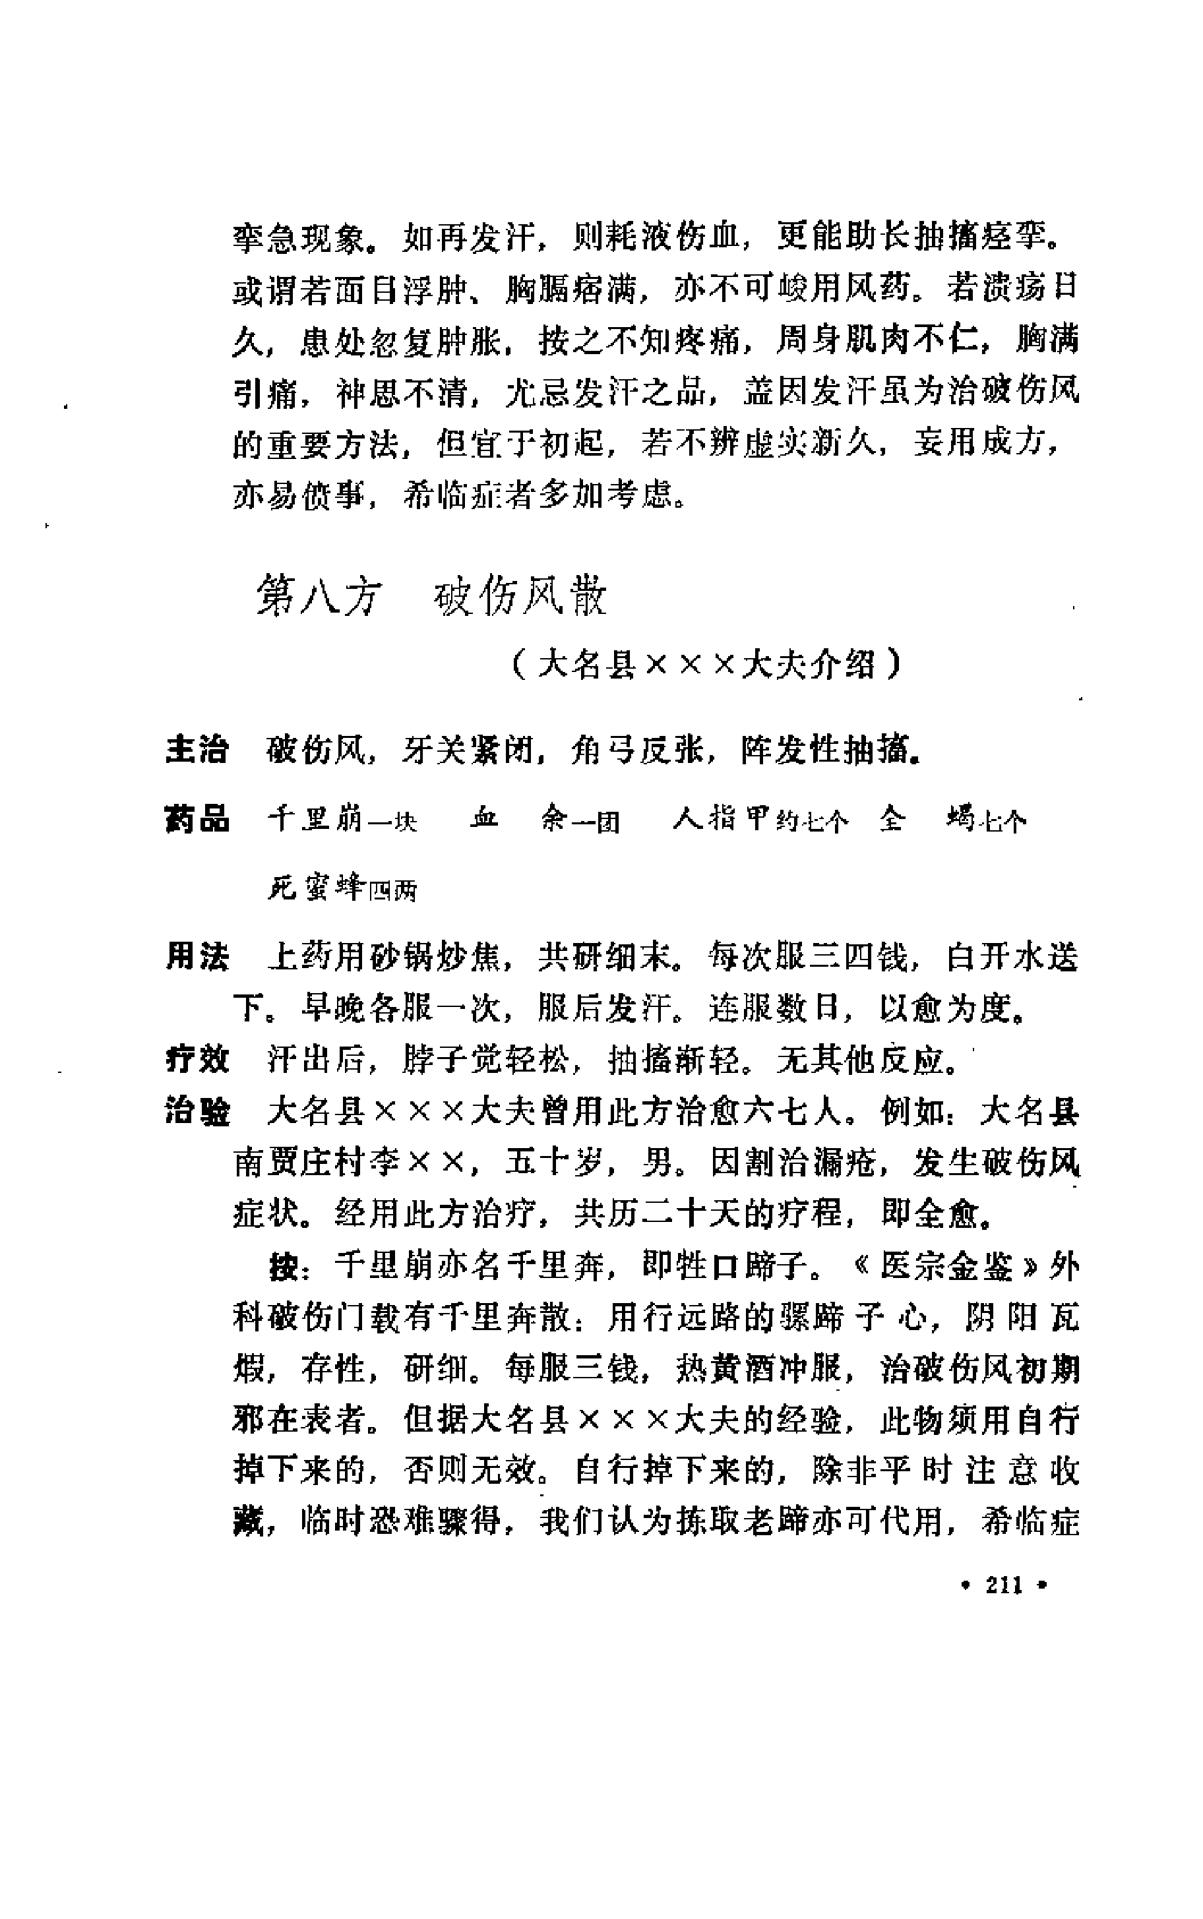 挛急现象。如再发汗，则耗液伤血，更能助长抽搐痉挛。
或谓若面目浮肿、胸膈痞满，亦不可峻用风药。若溃疡日
久，患处忽复肿胀，按之不知疼痛，周身肌肉不仁，胸满
引痛，神思不清，尤忌发汗之品，盖因发汗虽为治破伤风
的重要方法，但宜于初起，若不辨虚实新久，妄用成方，
亦易偾事，希临症者多加考虑。
第八方　破伤风散
（大名县×××大夫介绍）
主治　破伤风，牙关紧闭，角弓反张，阵发性抽搐。
药品　千里崩一块　血　余一团　人指甲约七个　全　蝎七个
死蜜蜂四两
用法　上药用砂锅炒焦，共研细末。每次服三四钱，白开水送
下。早晚各服一次，服后发汗。连服数日，以愈为度。
疗效　汗出后，脖子觉轻松，抽搐渐轻。无其他反应。
治验　大名县×××大夫曾用此方治愈六七人。例如：大名县
南贾庄村李××，五十岁，男。因割治漏疮，发生破伤风
症状。经用此方治疗，共历二十天的疗程，即全愈。
按：千里崩亦名千里奔，即牲口蹄子。《医宗金鉴》外
科破伤门载有千里奔散：用行远路的骡蹄子心，阴阳瓦
煅，存性，研细。每服三钱，热黄酒冲服，治破伤风初期
邪在表者。但据大名县×××大夫的经验，此物须用自行
掉下来的，否则无效。自行掉下来的，除非平时注意收
藏，临时恐难骤得，我们认为拣取老蹄亦可代用，希临症
• 211 •